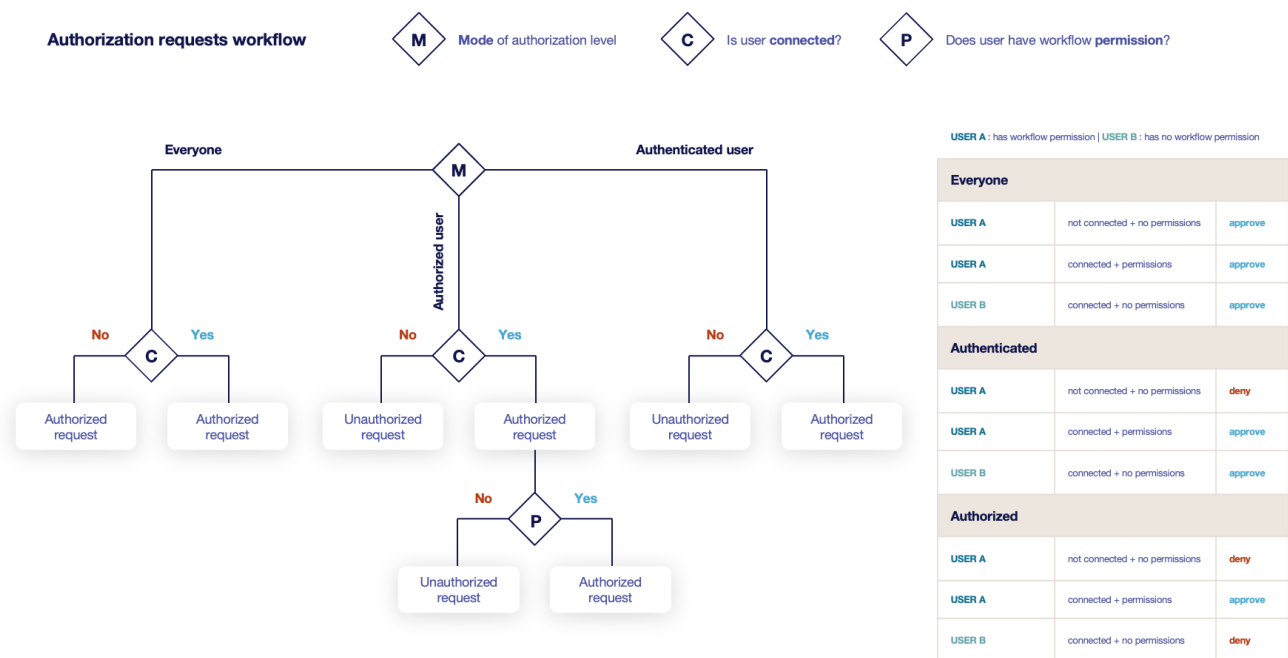 Authorization requests workflow
M
Mode of authorization level
C
Is user connected?
P
Does user have workflow permission?
Everyone
M
Authenticated user
Authorized user
No
Yes
C
Authorized
request
Authorized
request
No
Yes
C
Unauthorized
request
Authorized
request
No
Yes
P
Unauthorized
request
Authorized
request
No
Yes
C
Unauthorized
request
Authorized
request
USER A : has workflow permission | USER B : has no workflow permission
Everyone
USER A not connected + no permissions approve
USER A connected + permissions approve
USER B connected + no permissions approve
Authenticated
USER A not connected + no permissions deny
USER A connected + permissions approve
USER B connected + no permissions approve
Authorized
USER A not connected + no permissions deny
USER A connected + permissions approve
USER B connected + no permissions deny